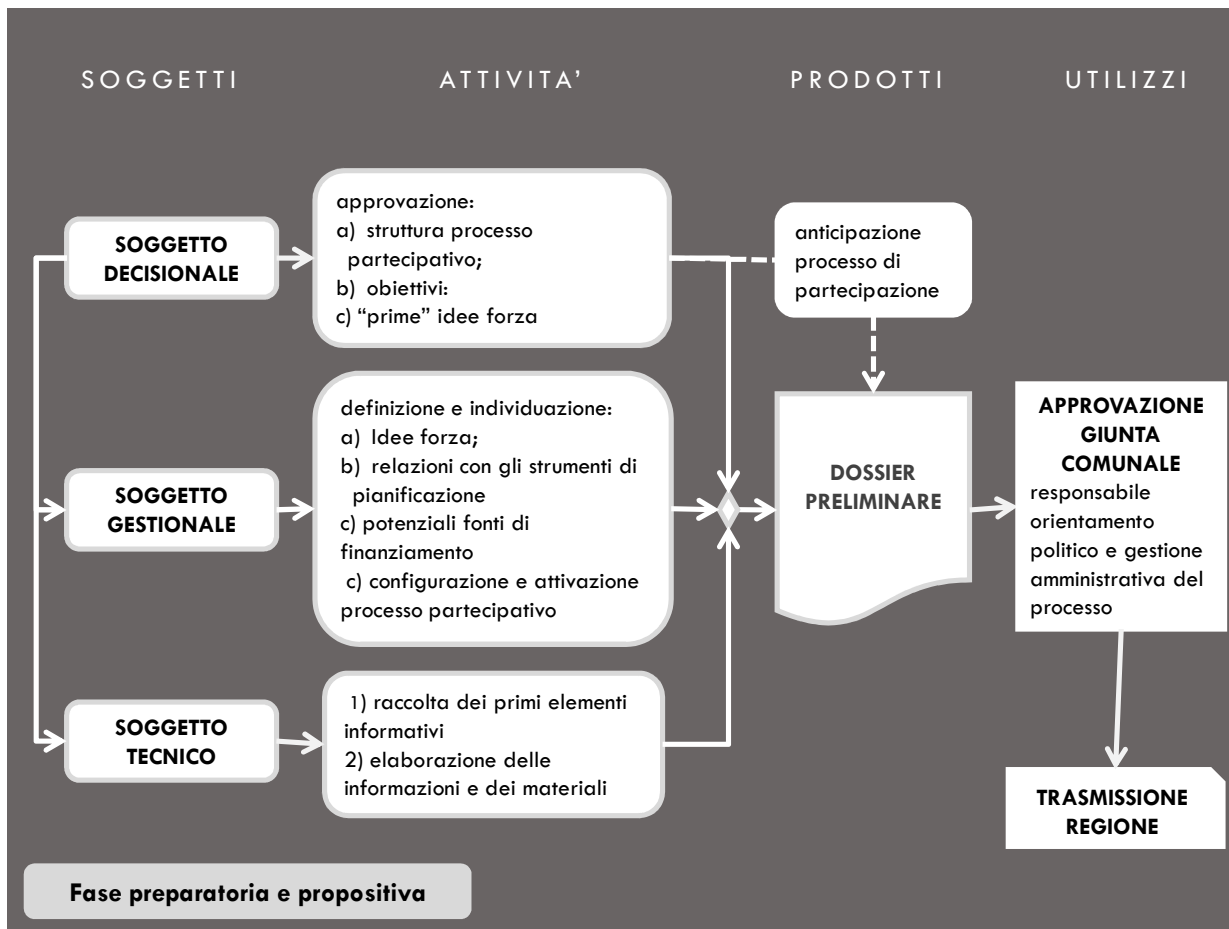 SOGGETTI
ATTIVITA’
PRODOTTI
UTILIZZI
SOGGETTO
DECISIONALE
approvazione:
a) struttura processo
partecipativo;
b) obiettivi:
c) “prime” idee forza
anticipazione
processo di
partecipazione
SOGGETTO
GESTIONALE
definizione e individuazione:
a) Idee forza;
b) relazioni con gli strumenti di
pianificazione
c) potenziali fonti di
finanziamento
c) configurazione e attivazione
processo partecipativo
DOSSIER
PRELIMINARE
APPROVAZIONE
GIUNTA
COMUNALE
responsabile
orientamento
politico e gestione
amministrativa del
processo
SOGGETTO
TECNICO
1) raccolta dei primi elementi
informativi
2) elaborazione delle
informazioni e dei materiali
TRASMISSIONE
REGIONE
Fase preparatoria e propositiva